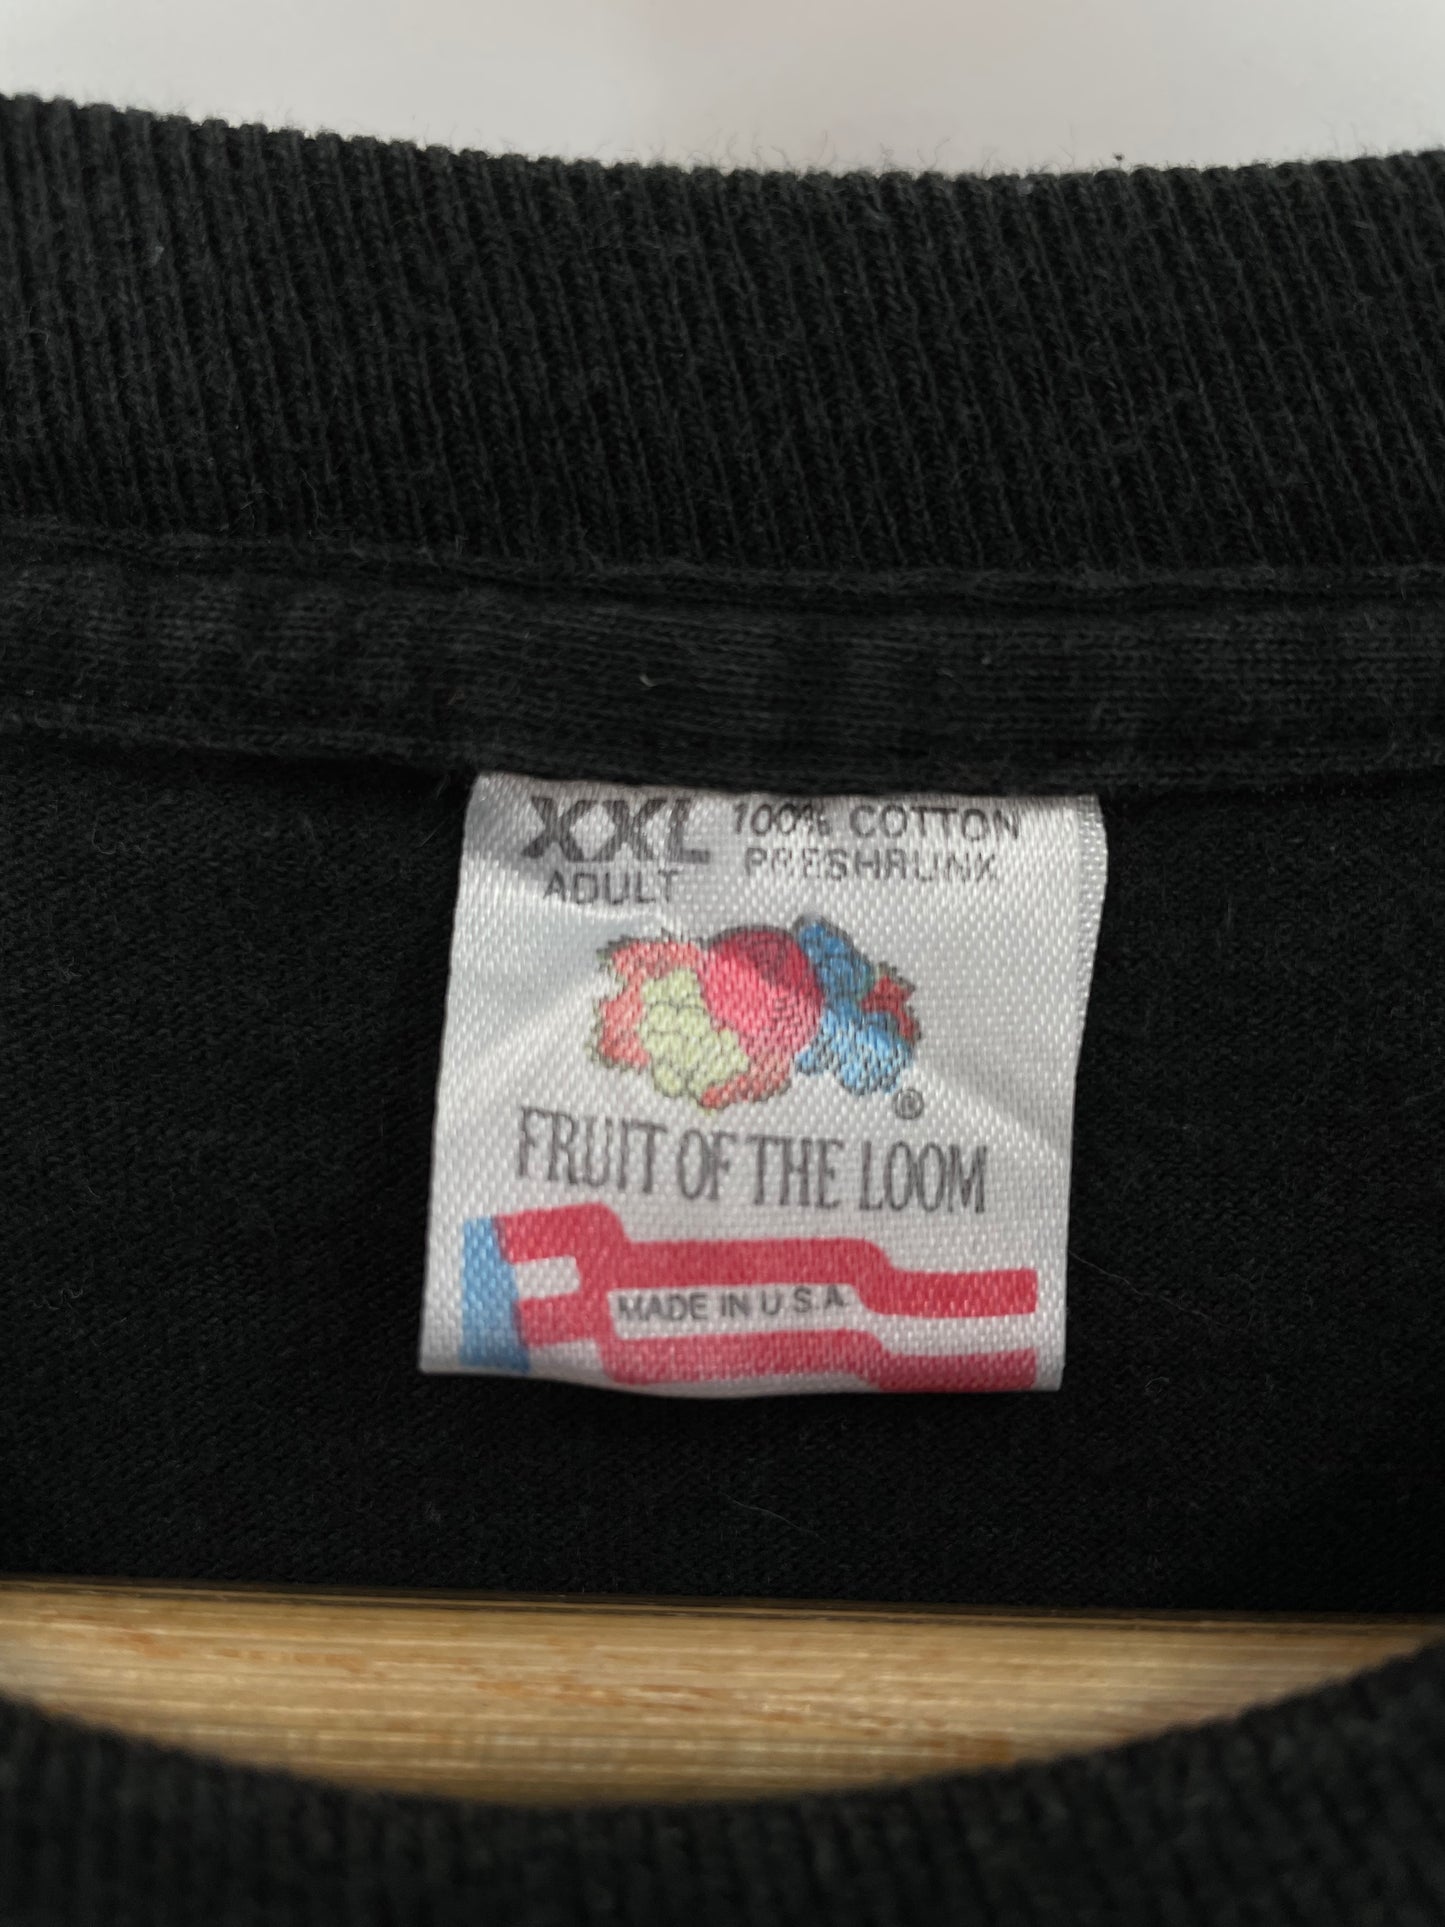 XXL 100% COTTON
ADULT PRESHRUNK
®
FRUIT OF THE LOOM
MADE IN U.S.A.